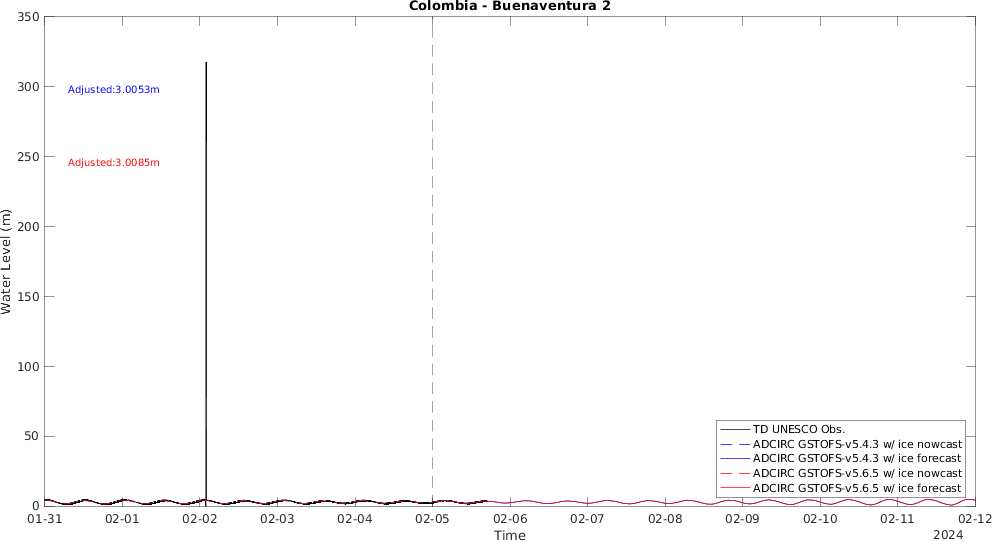 Colombia - Buenaventura 2
350
300
250
200
150
100
50
0
Water Level (m)
Adjusted:3.0053m
Adjusted:3.0085m
TD UNESCO Obs.
ADCIRC GSTOFS-v5.4.3 w/ ice nowcast
ADCIRC GSTOFS-v5.4.3 w/ ice forecast
ADCIRC GSTOFS-v5.6.5 w/ ice nowcast
ADCIRC GSTOFS-v5.6.5 w/ ice forecast
01-31 02-01 02-02 02-03 02-04 02-05 02-06 02-07 02-08 02-09 02-10 02-11 02-12
Time
2024